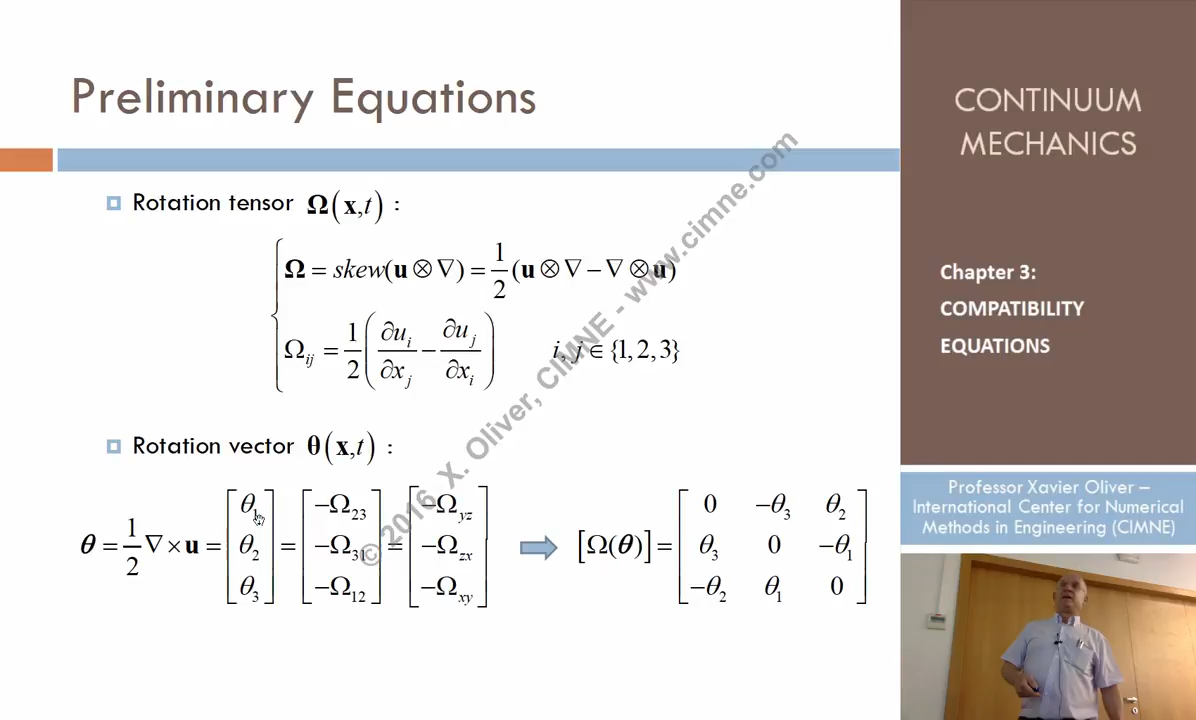 Preliminary Equations
Rotation tensor Ω(x,t) :
Ω = skew(u ⊗ ∇) = 1/2 (u ⊗ ∇ − ∇ ⊗ u)
Ω_ij = 1/2 (∂u_i/∂x_j − ∂u_j/∂x_i) i, j ∈ {1, 2, 3}
Rotation vector θ(x,t) :
θ = 1/2 ∇ × u = [θ_1 θ_2 θ_3] = [−Ω_23 −Ω_31 −Ω_12] = [−Ω_yz −Ω_zx −Ω_xy] ⇨ [Ω(θ)] = [0 −θ_3 θ_2; θ_3 0 −θ_1; −θ_2 θ_1 0]
© 2016 X. Oliver, CIMNE - www.cimne.com
CONTINUUM
MECHANICS
Chapter 3:
COMPATIBILITY
EQUATIONS
Professor Xavier Oliver –
International Center for Numerical
Methods in Engineering (CIMNE)